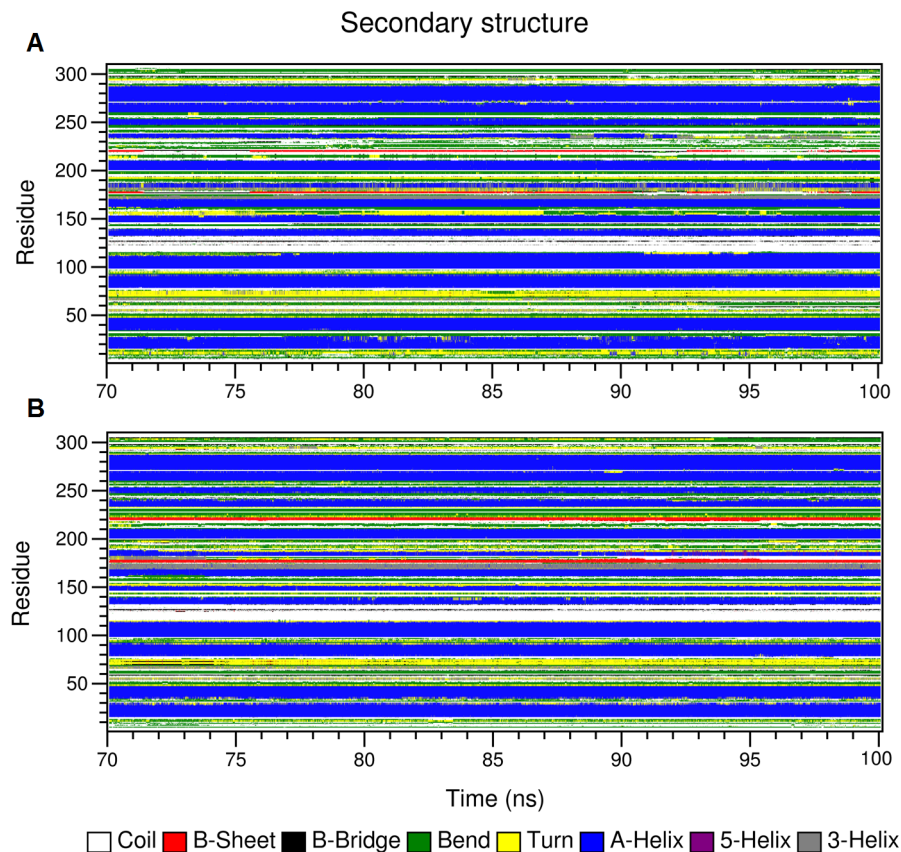 Secondary structure
A
300
250
200
150
100
50
Residue
70 75 80 85 90 95 100
B
300
250
200
150
100
50
Residue
70 75 80 85 90 95 100
Time (ns)
Coil B-Sheet B-Bridge Bend Turn A-Helix 5-Helix 3-Helix